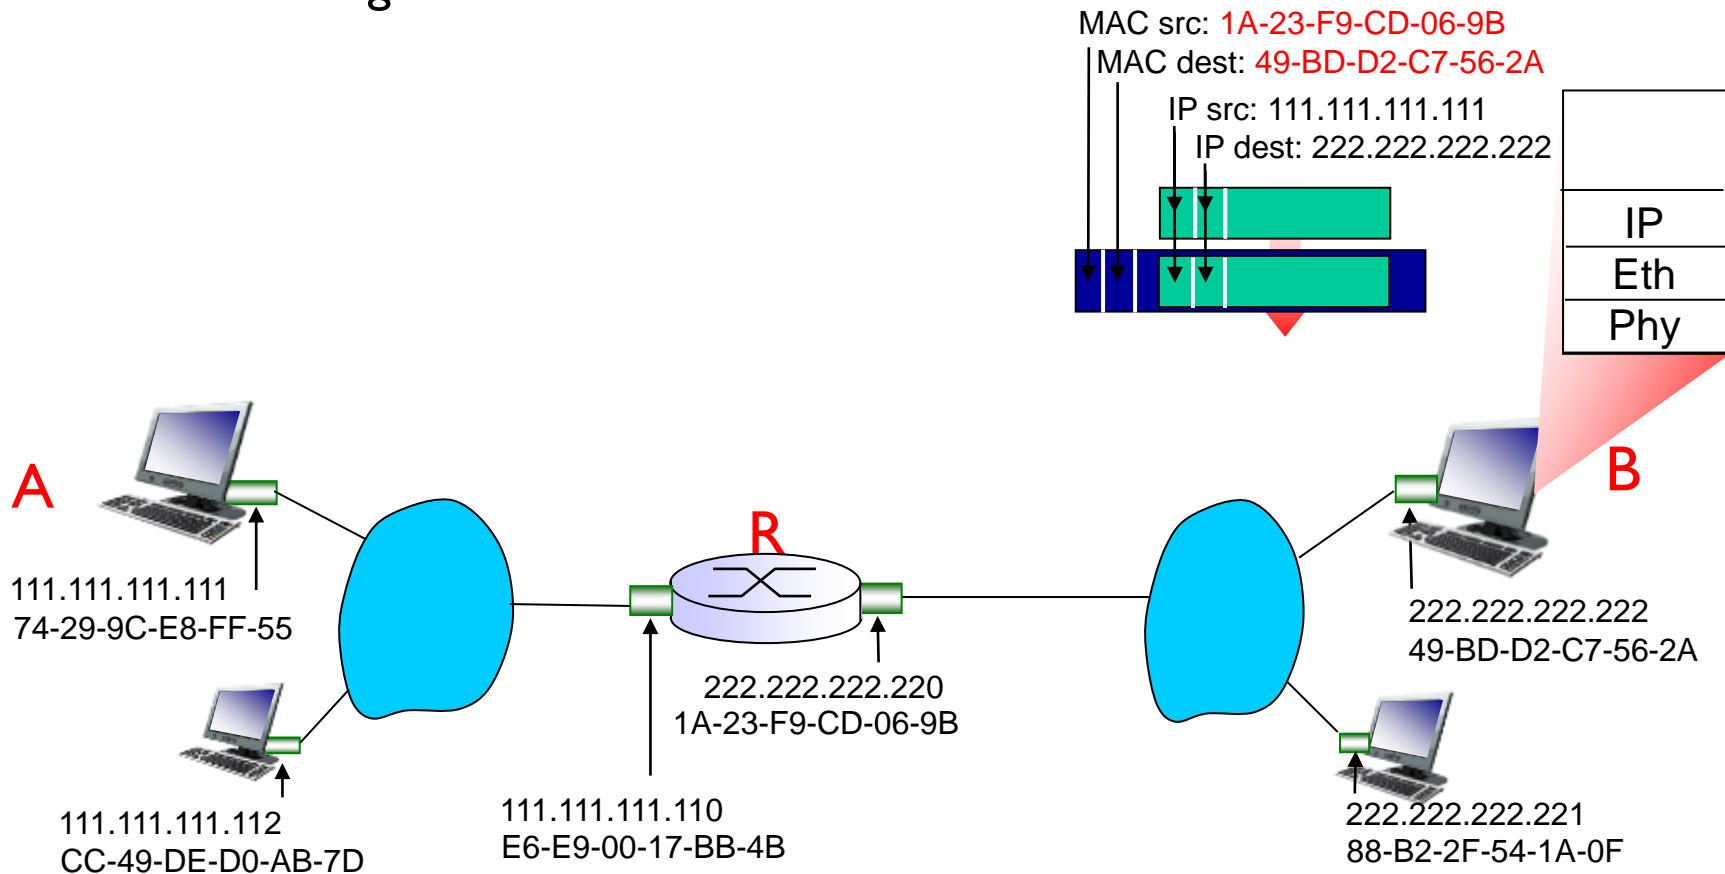 MAC src: 1A-23-F9-CD-06-9B
MAC dest: 49-BD-D2-C7-56-2A
IP src: 111.111.111.111
IP dest: 222.222.222.222
IP
Eth
Phy
A
B
R
111.111.111.111
74-29-9C-E8-FF-55
222.222.222.222
49-BD-D2-C7-56-2A
222.222.222.220
1A-23-F9-CD-06-9B
111.111.111.112
CC-49-DE-D0-AB-7D
111.111.111.110
E6-E9-00-17-BB-4B
222.222.222.221
88-B2-2F-54-1A-0F